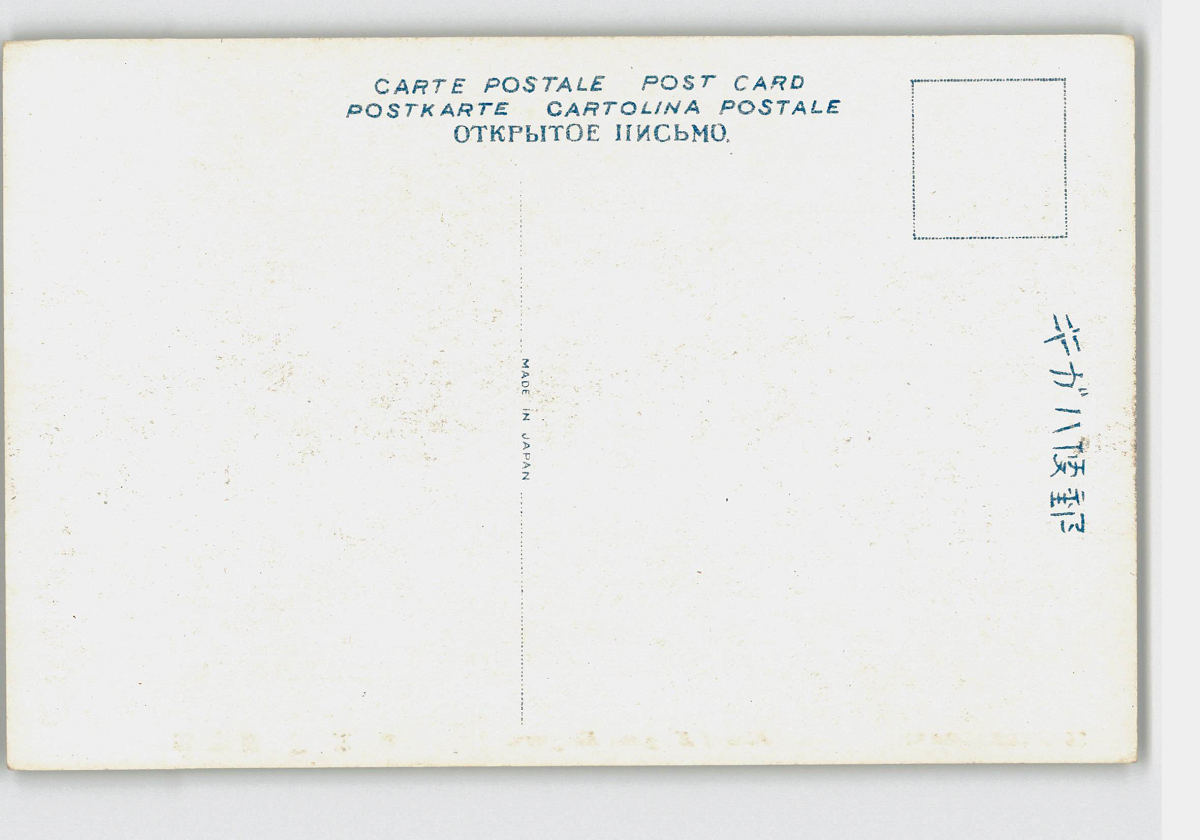 CARTE POSTALE POST CARD
POSTKARTE CARTOLINA POSTALE
ОТКРЫТОЕ ПИСЬМО.
MADE IN JAPAN
キガハ便郵